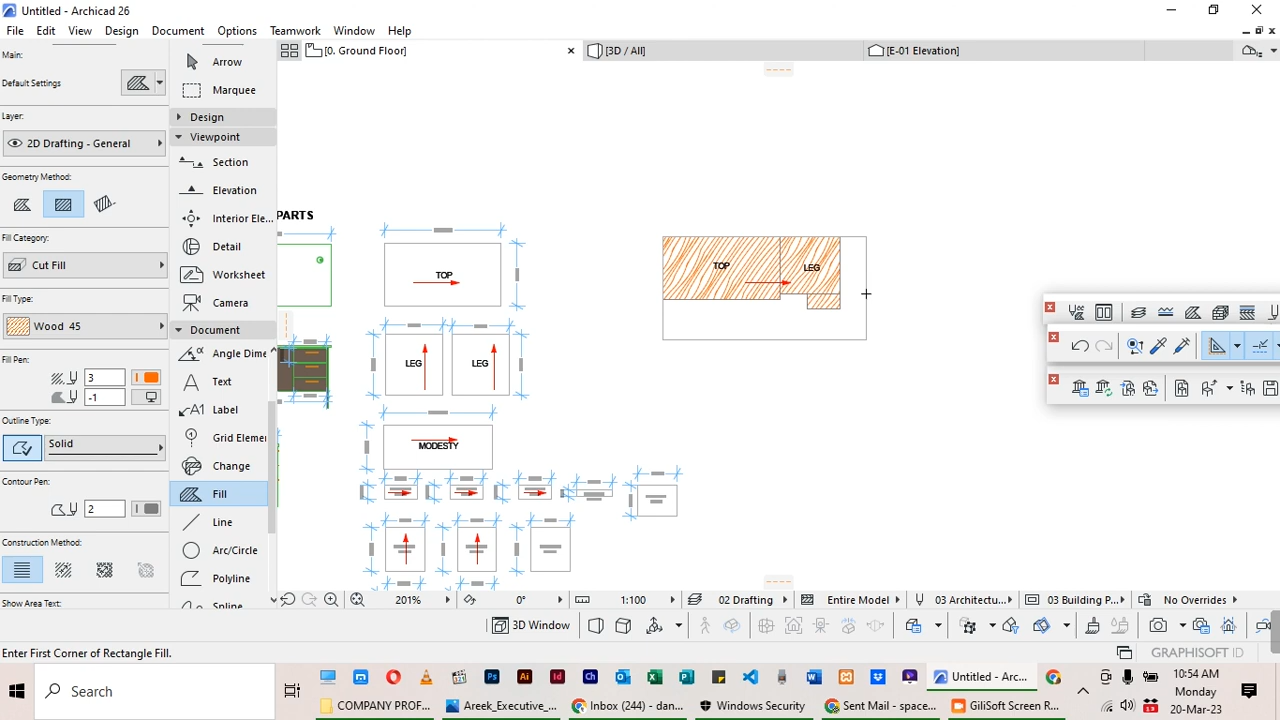 Untitled - Archicad 26
File Edit View Design Document Options Teamwork Window Help
Main:
Default Settings
Layer:
2D Drafting - General
Geometry Method:
Fill Category:
Cut Fill
Fill Type:
Wood 45
Fill Pen:
3
-1
Outline Type:
Solid
Contour Pen:
2
Construction Method:
Show Area Text:
Arrow
Marquee
Design
Viewpoint
Section
Elevation
Interior Ele...
Detail
Worksheet
Camera
Document
Angle Dime
Text
Label
Grid Elemen
Change
Fill
Line
Arc/Circle
Polyline
Spline
[0. Ground Floor]
[3D / All]
[E-01 Elevation]
PARTS
TOP
LEG
LEG
MODESTY
TOP
LEG
201%
0°
1:100
02 Drafting
Entire Model
03 Architectu...
03 Building P...
No Overrides
3D Window
Enter First Corner of Rectangle Fill.
GRAPHISOFT ID
Search
Untitled - Arc...
COMPANY PROF...
Areek_Executive_...
Inbox (244) - dan...
Windows Security
Sent Mail - space...
GiliSoft Screen R...
10:54 AM
Monday
20-Mar-23